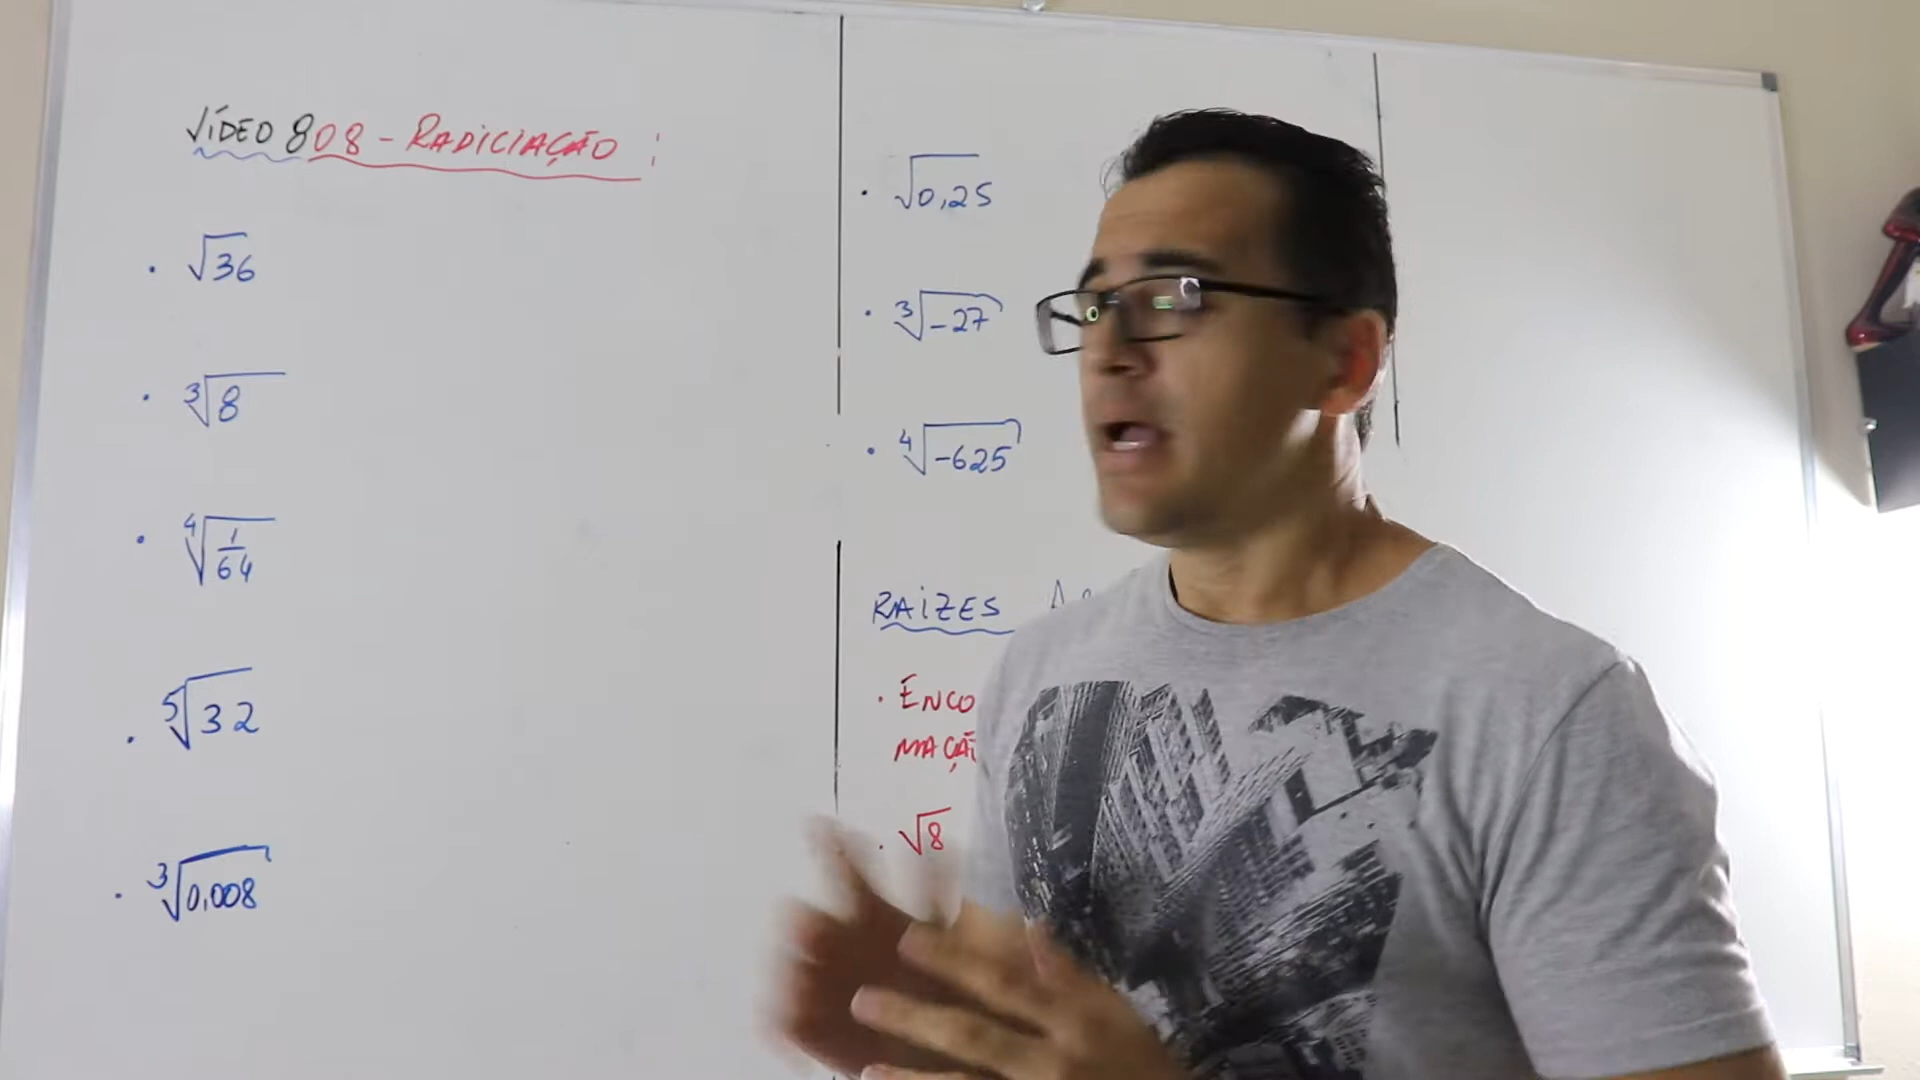 VÍDEO 808 - RADICIAÇÃO :
• √36
• ³√8
• ⁴√(1/64)
• ⁵√32
• ³√0,008
• √0,25
• ³√-27
• ⁴√-625
RAÍZES
• ENCO
MAÇÃ
• √8